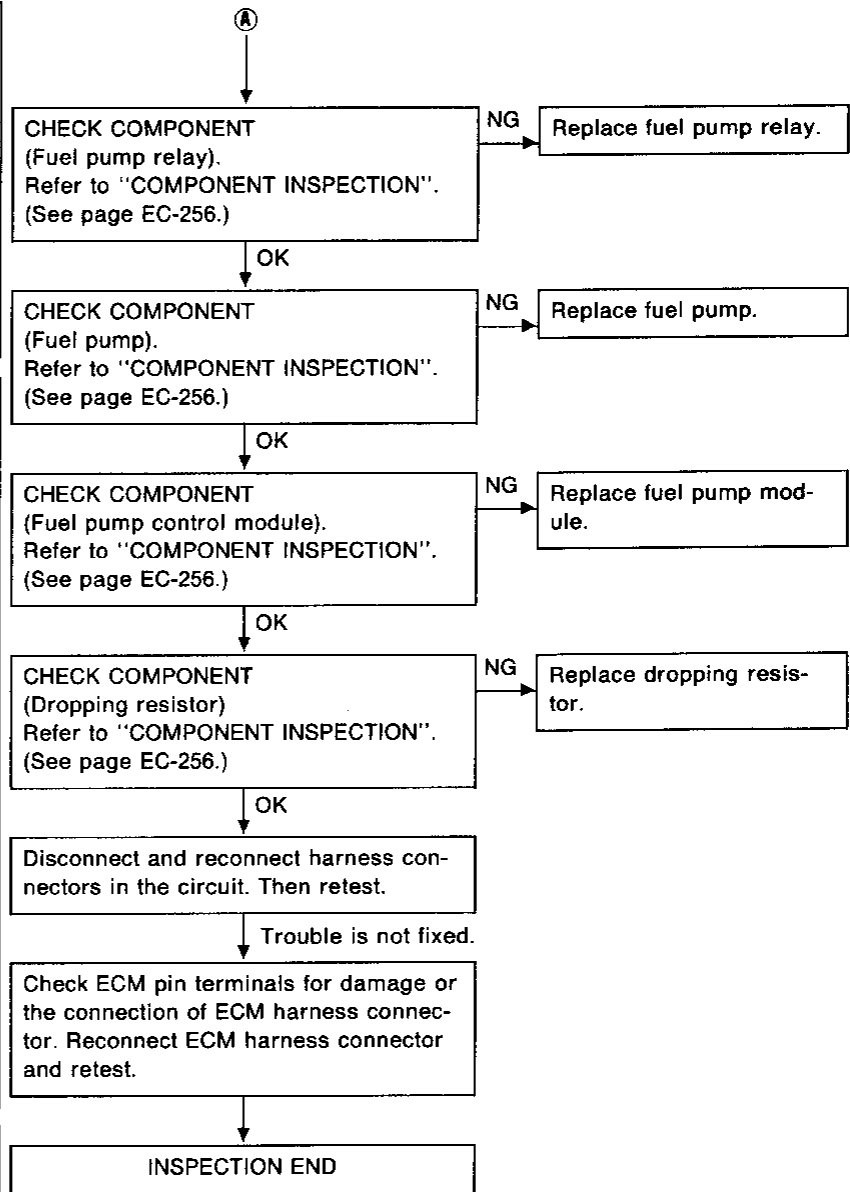 A
CHECK COMPONENT
(Fuel pump relay).
Refer to "COMPONENT INSPECTION".
(See page EC-256.)
NG
Replace fuel pump relay.
OK
CHECK COMPONENT
(Fuel pump).
Refer to "COMPONENT INSPECTION".
(See page EC-256.)
NG
Replace fuel pump.
OK
CHECK COMPONENT
(Fuel pump control module).
Refer to "COMPONENT INSPECTION".
(See page EC-256.)
NG
Replace fuel pump mod-
ule.
OK
CHECK COMPONENT
(Dropping resistor)
Refer to "COMPONENT INSPECTION".
(See page EC-256.)
NG
Replace dropping resis-
tor.
OK
Disconnect and reconnect harness con-
nectors in the circuit. Then retest.
Trouble is not fixed.
Check ECM pin terminals for damage or
the connection of ECM harness connec-
tor. Reconnect ECM harness connector
and retest.
INSPECTION END